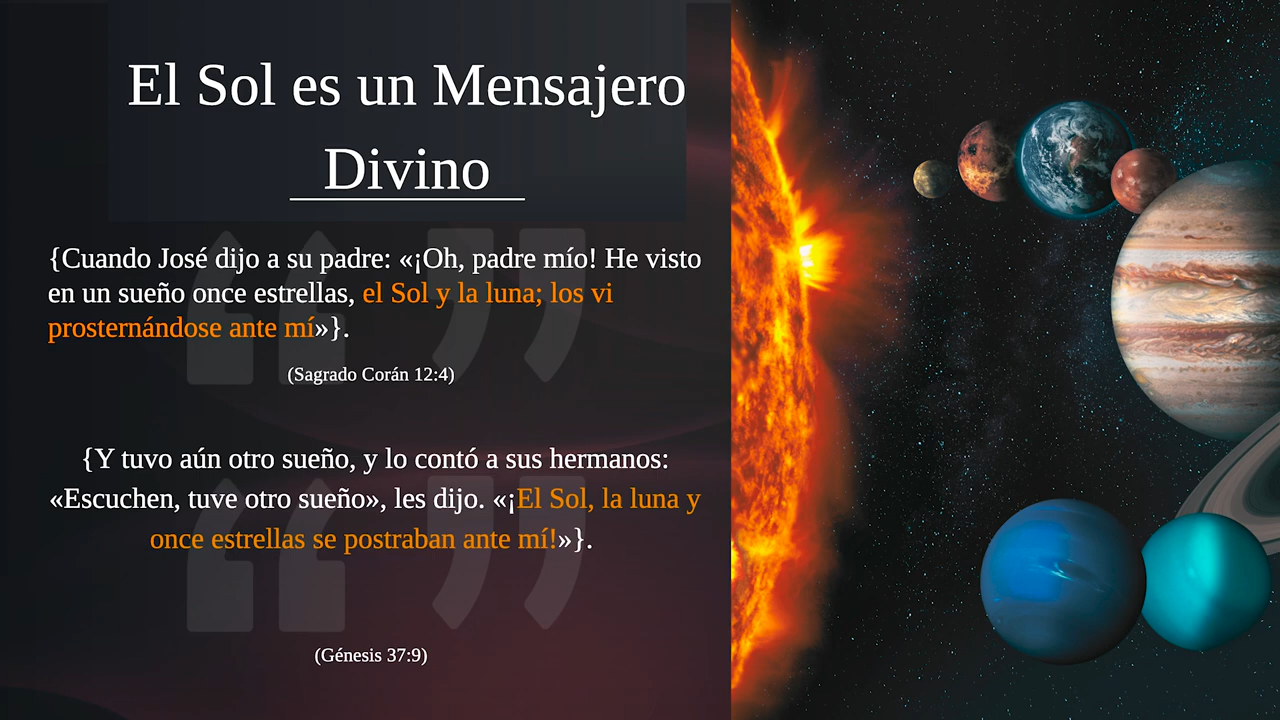 El Sol es un Mensajero
Divino
{Cuando José dijo a su padre: «¡Oh, padre mío! He visto
en un sueño once estrellas, el Sol y la luna; los vi
prosternándose ante mí»}.
(Sagrado Corán 12:4)
{Y tuvo aún otro sueño, y lo contó a sus hermanos:
«Escuchen, tuve otro sueño», les dijo. «¡El Sol, la luna y
once estrellas se postraban ante mí!»}.
(Génesis 37:9)